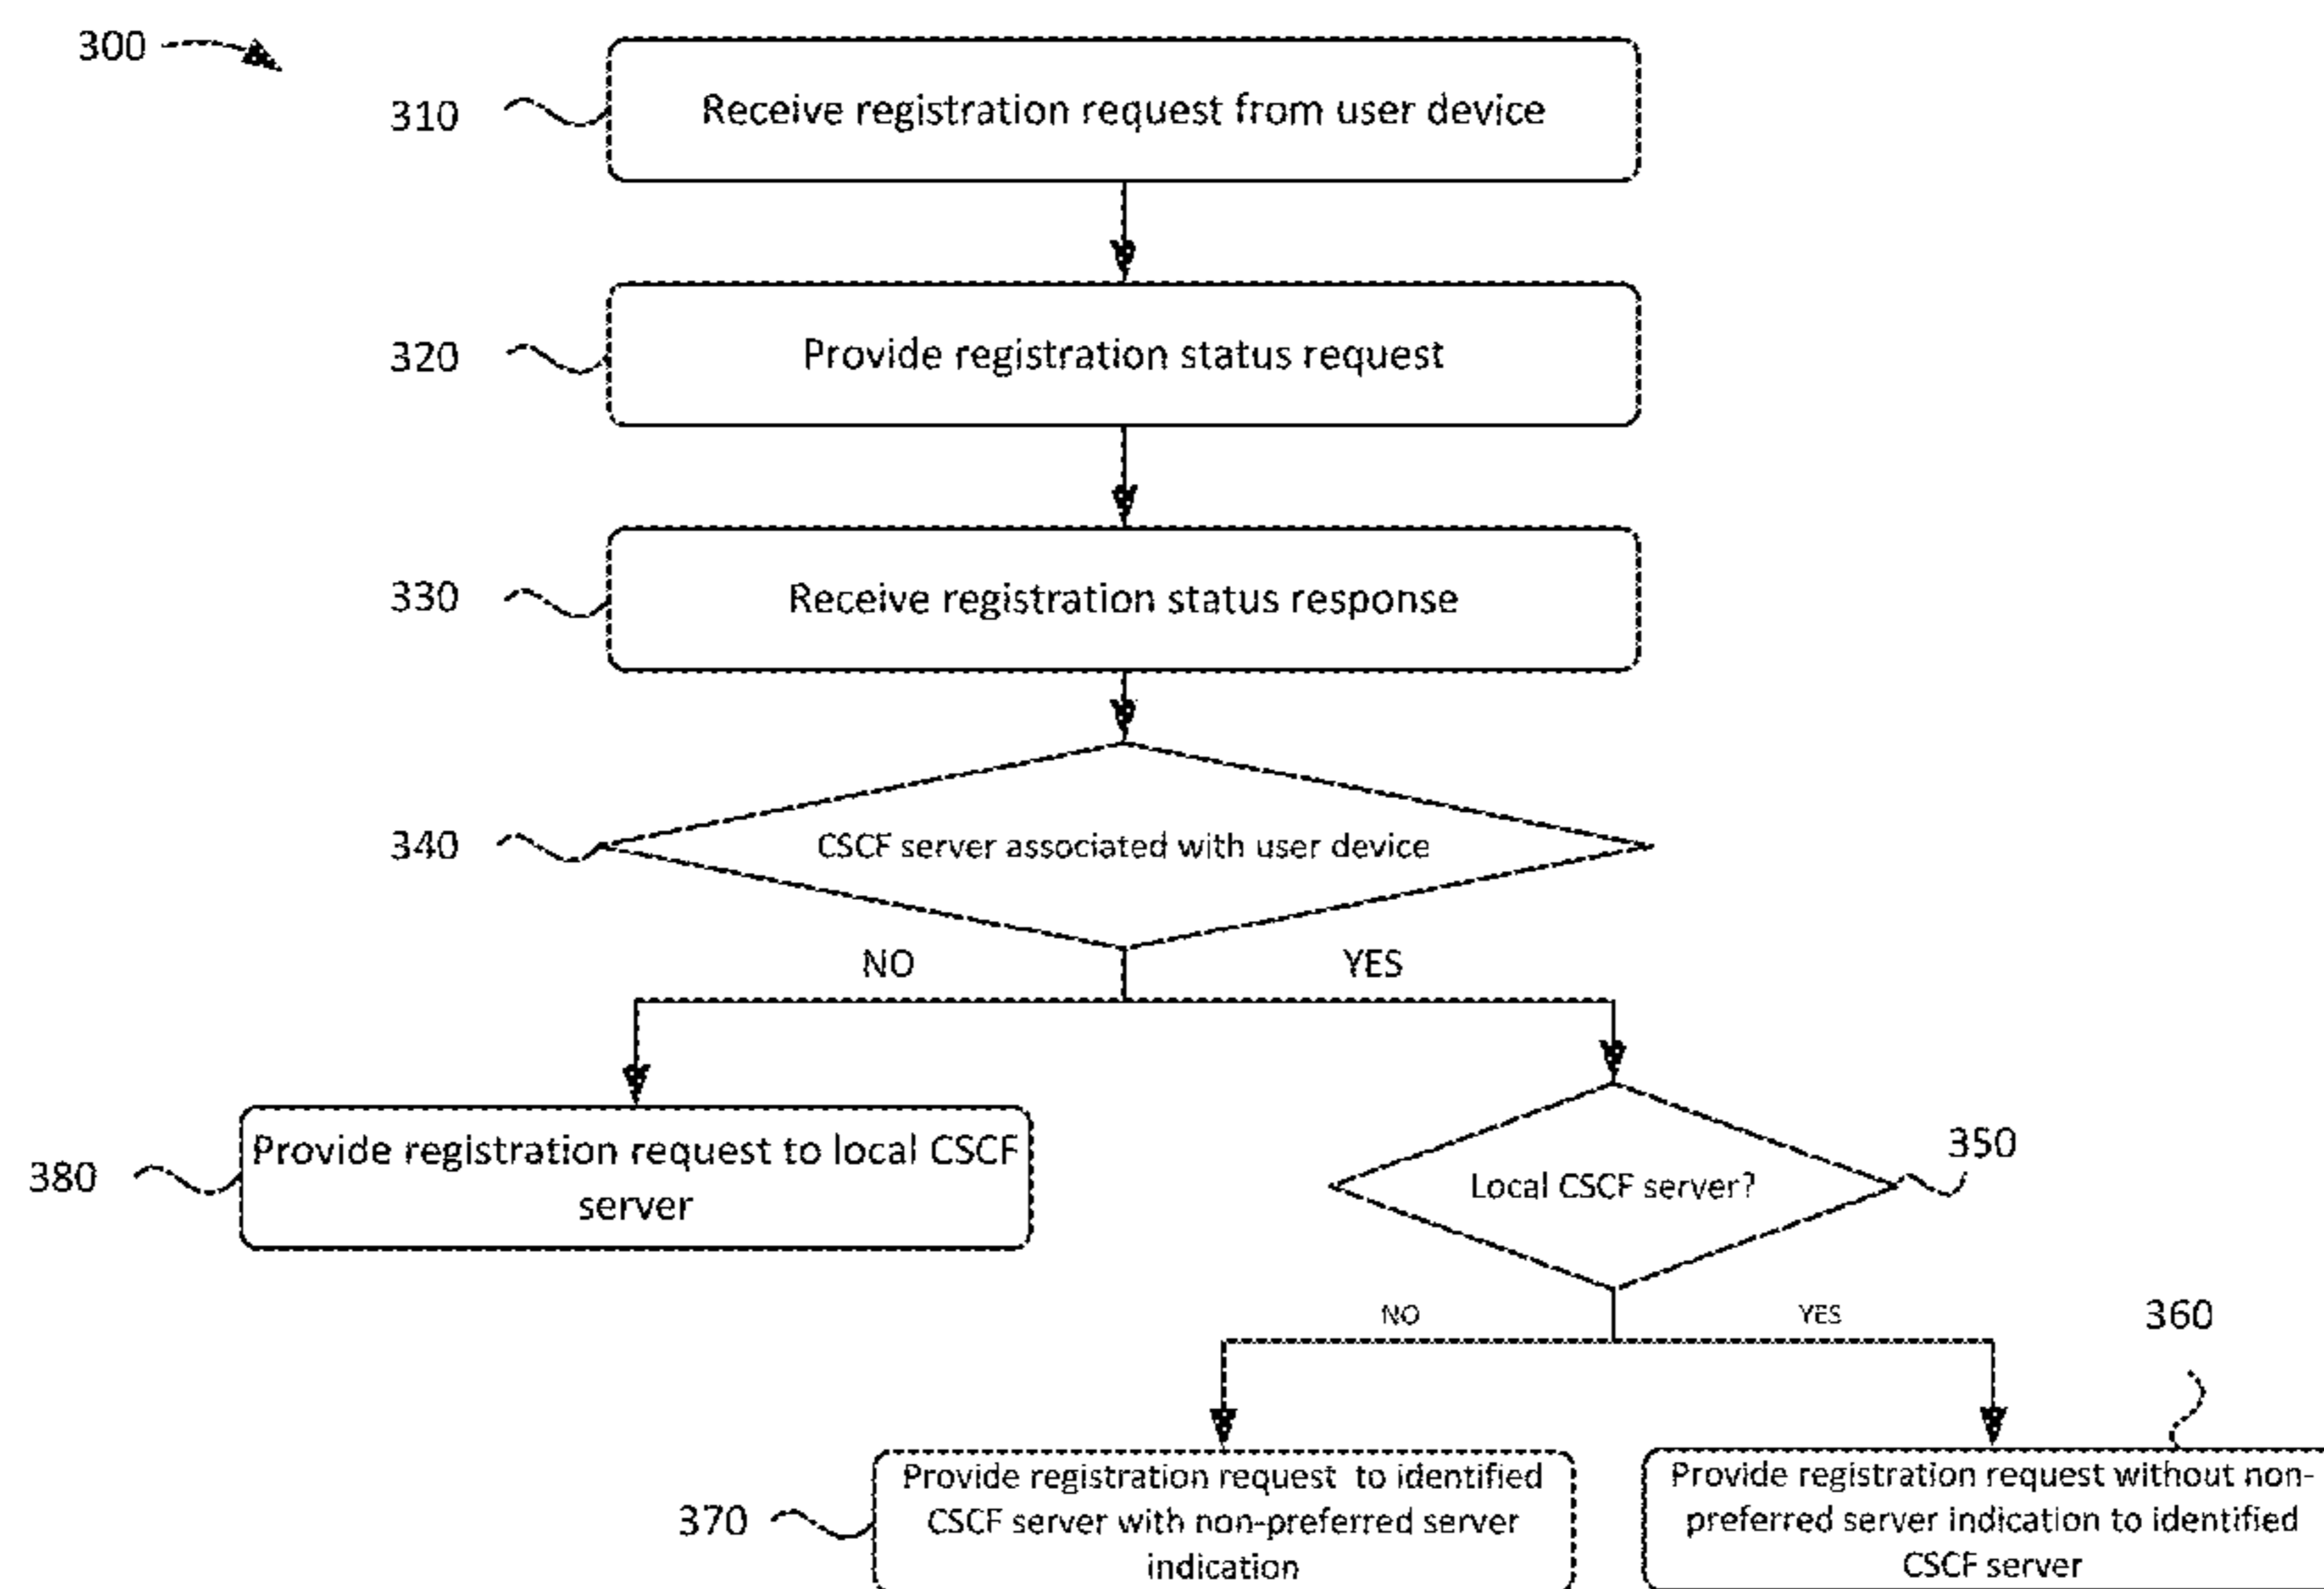 300
310
Receive registration request from user device
320
Provide registration status request
330
Receive registration status response
340
CSCF server associated with user device
NO
YES
380
Provide registration request to local CSCF
server
350
Local CSCF server?
NO
YES
360
370
Provide registration request to identified
CSCF server with non-preferred server
indication
Provide registration request without non-
preferred server indication to identified
CSCF server